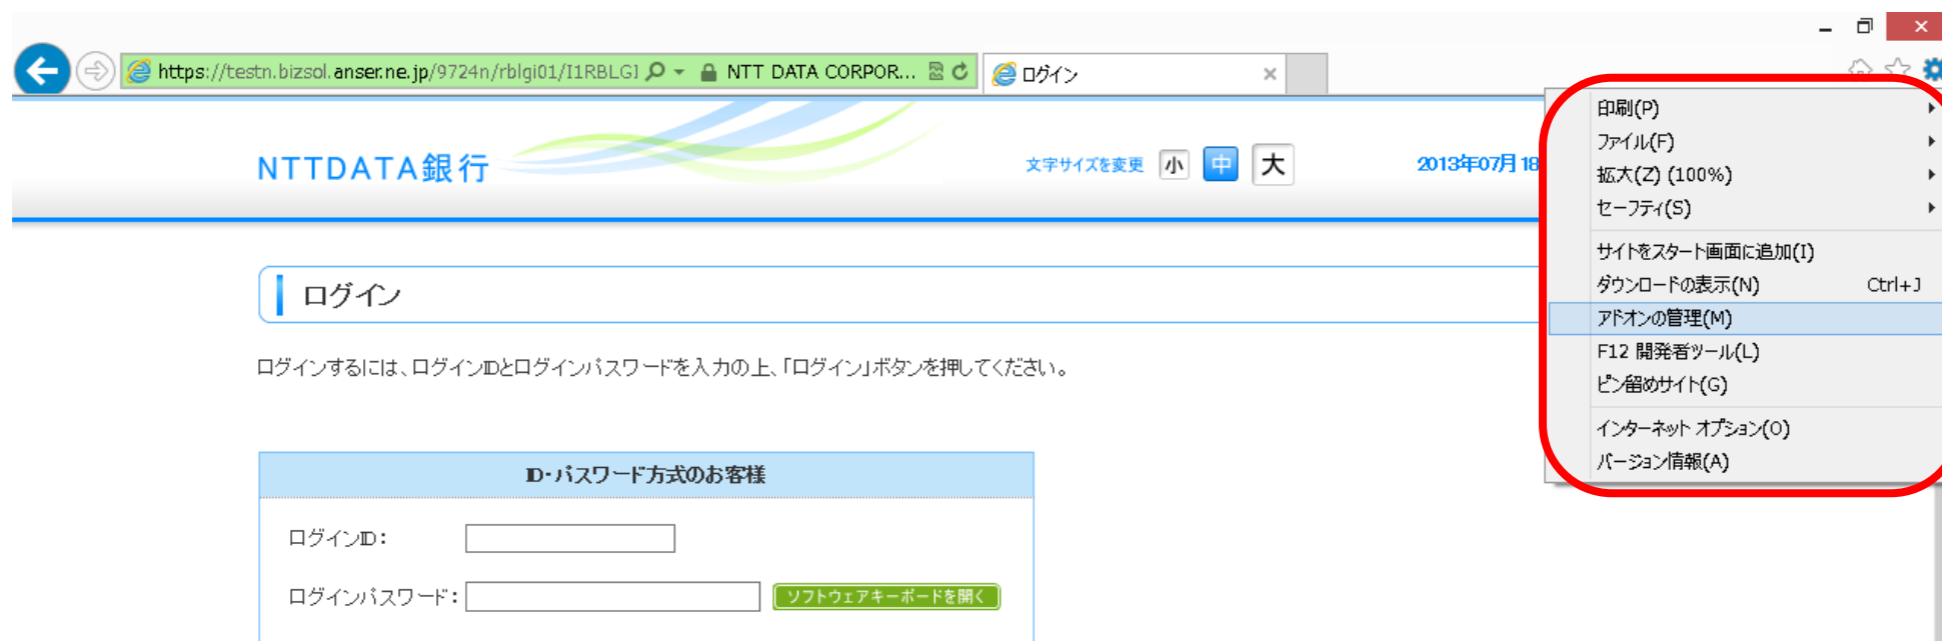 https://testn.bizsol.anser.ne.jp/9724n/rblgi01/I1RBLGI
NTT DATA CORPOR...
ログイン
NTTDATA銀行
文字サイズを変更 小 中 大
2013年07月18
印刷(P)
ファイル(F)
拡大(Z) (100%)
セーフティ(S)
サイトをスタート画面に追加(I)
ダウンロードの表示(N) Ctrl+J
アドオンの管理(M)
F12 開発者ツール(L)
ピン留めサイト(G)
インターネット オプション(O)
バージョン情報(A)
ログイン
ログインするには、ログインIDとログインパスワードを入力の上、「ログイン」ボタンを押してください。
ID・パスワード方式のお客様
ログインID：
ログインパスワード： ソフトウェアキーボードを開く